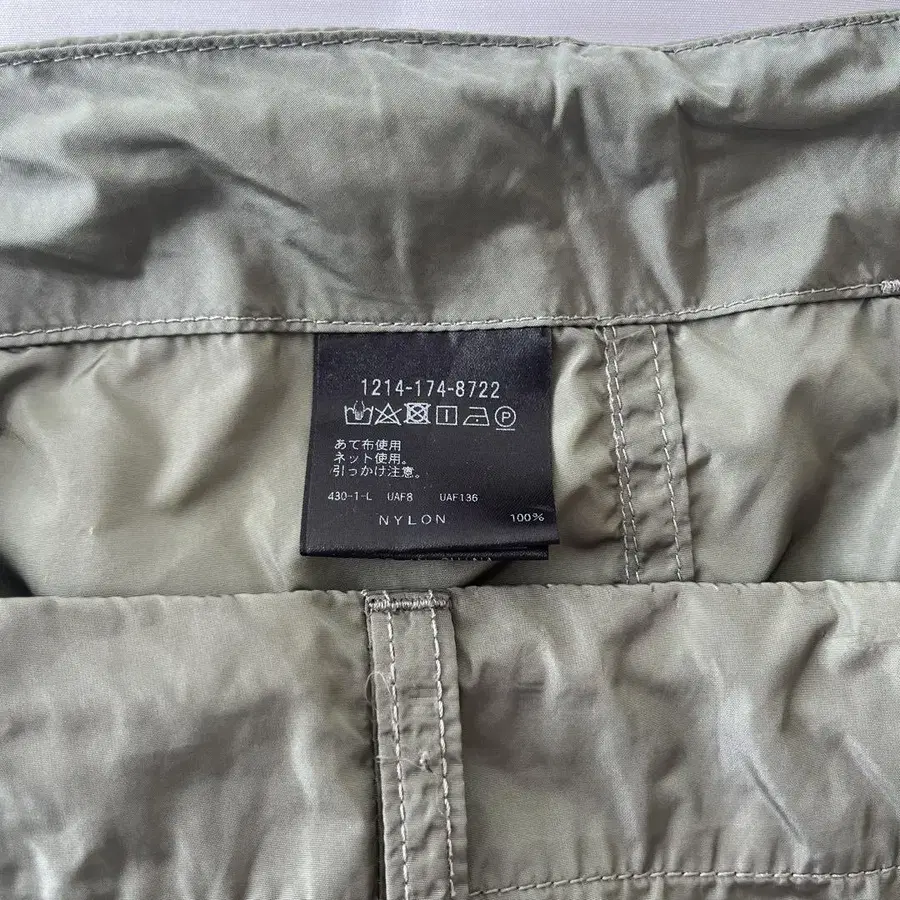 1214-174-8722
P
あて布使用
ネット使用。
引っかけ注意。
430-1-L UAF8 UAF136
NYLON 100%